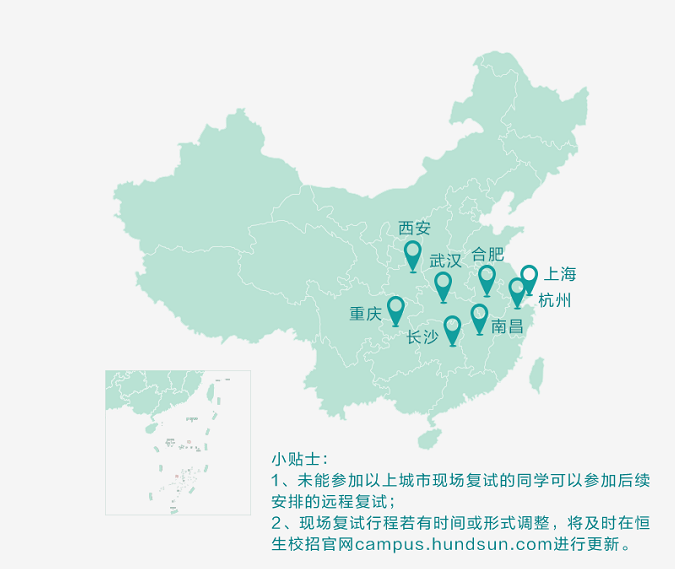 西安
武汉
合肥
上海
杭州
重庆
南昌
长沙
小贴士：
1、未能参加以上城市现场复试的同学可以参加后续
安排的远程复试；
2、现场复试行程若有时间或形式调整，将及时在恒
生校招官网campus.hundsun.com进行更新。